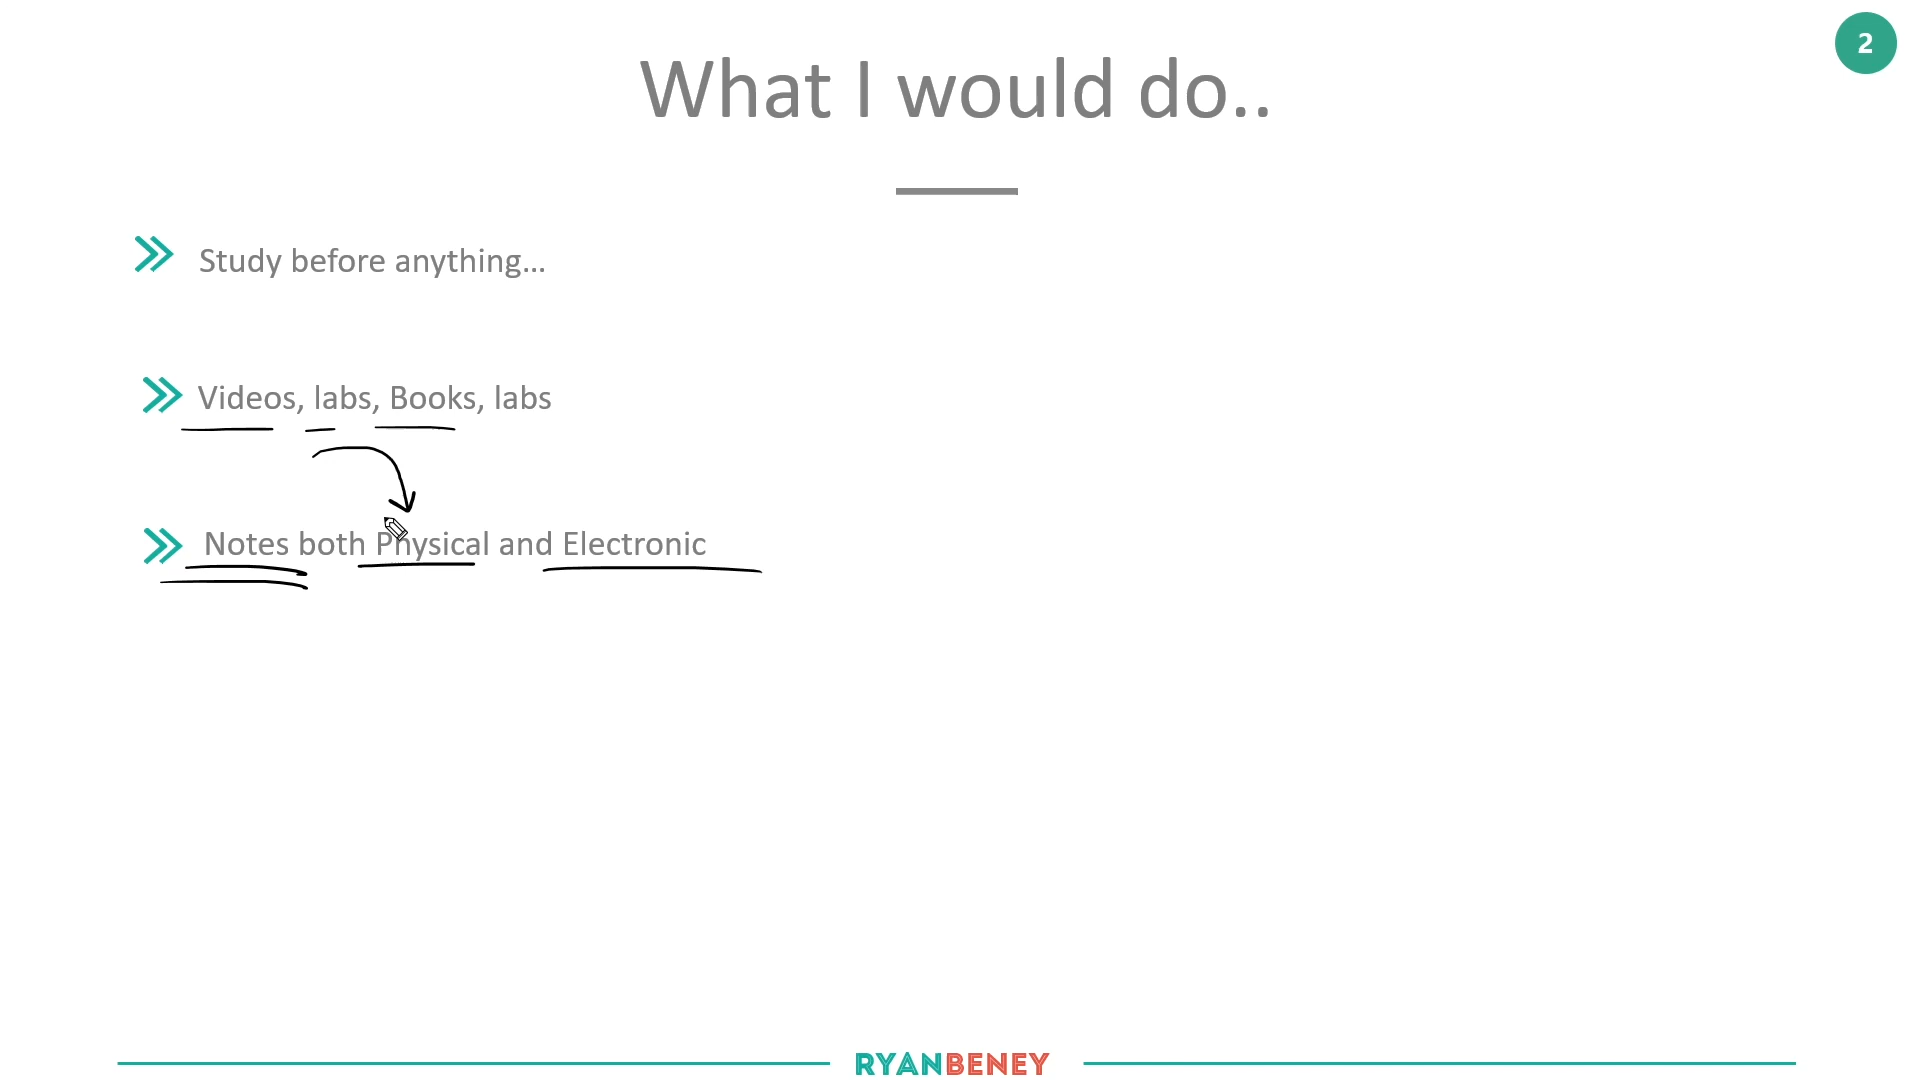 2
What I would do..
Study before anything...
Videos, labs, Books, labs
Notes both Physical and Electronic
RYANBENEY